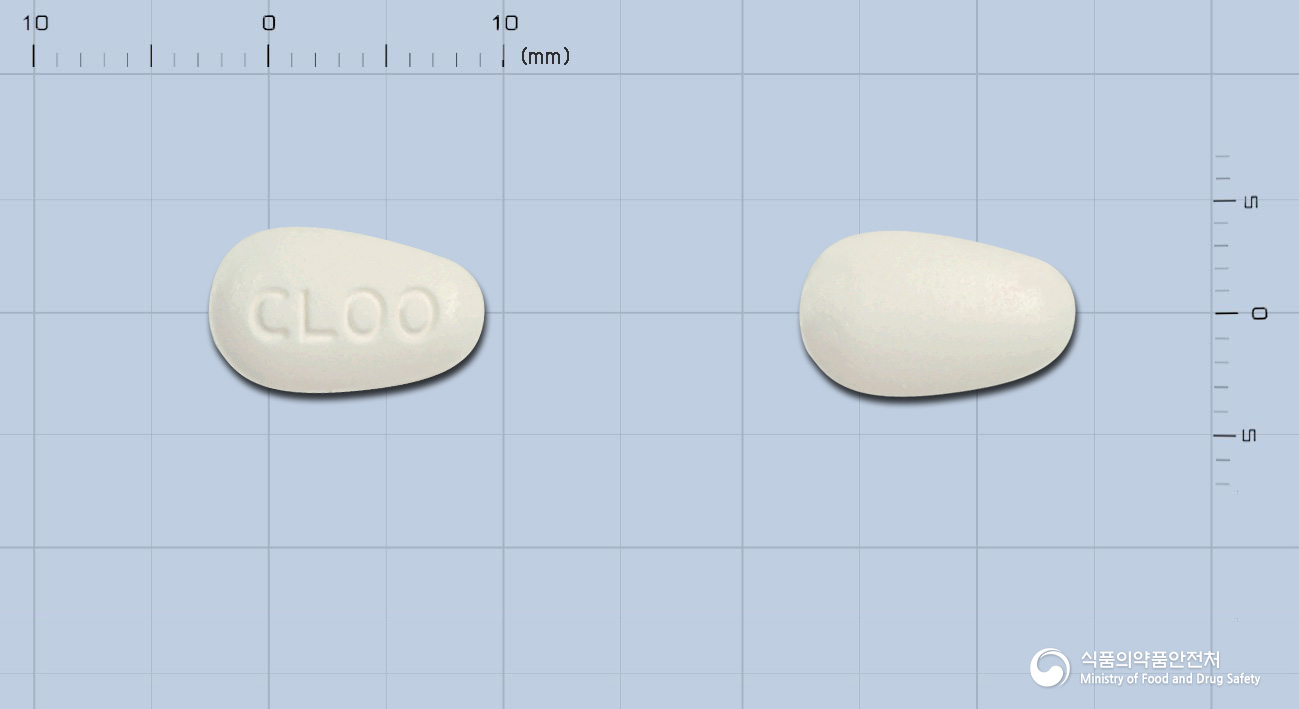 10 0 10
(mm)
CLOO
5
0
5
식품의약품안전처
Ministry of Food and Drug Safety